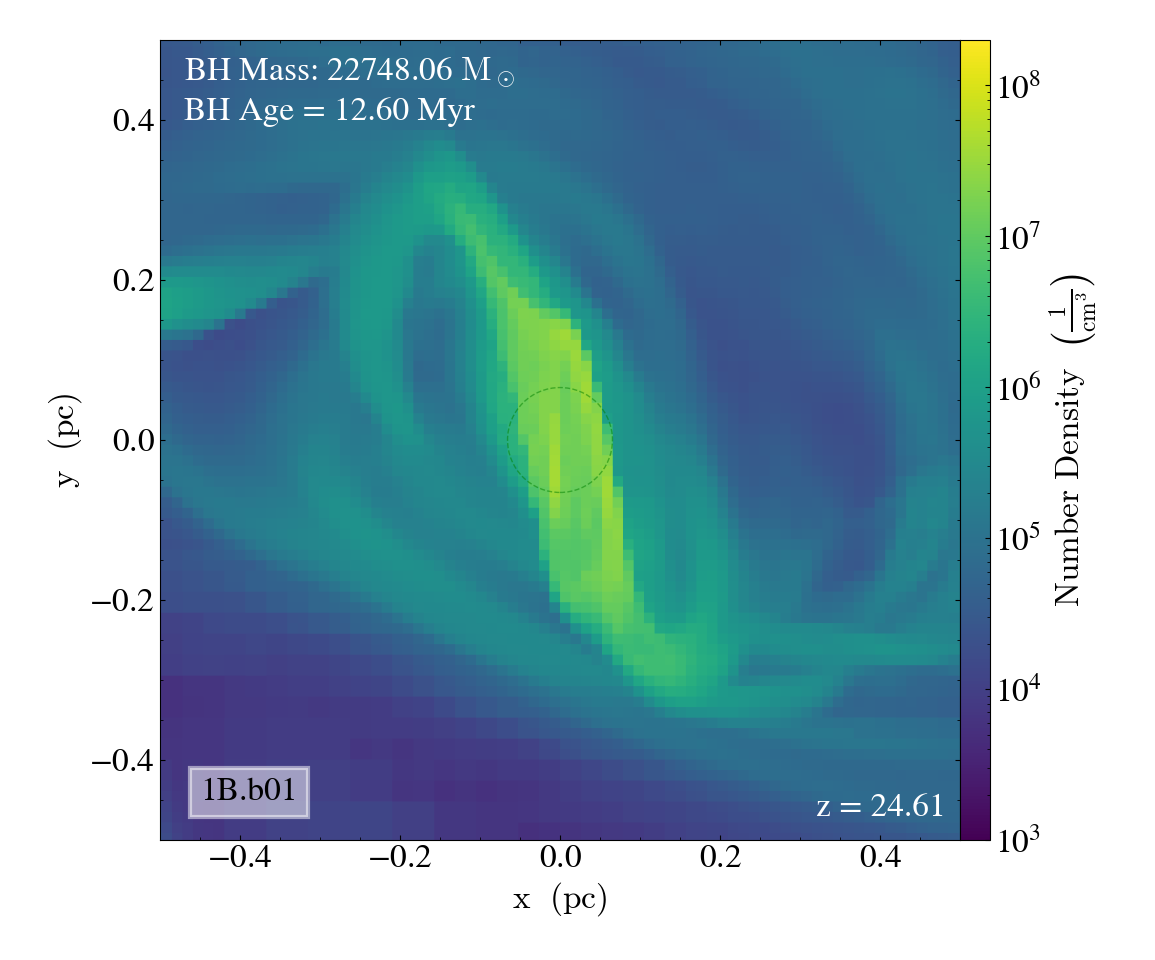 BH Mass: 22748.06 M⊙
BH Age = 12.60 Myr
1B.b01
z = 24.61
0.4
0.2
0.0
−0.2
−0.4
y (pc)
−0.4 −0.2 0.0 0.2 0.4
x (pc)
10⁸
10⁷
10⁶
10⁵
10⁴
10³
Number Density (1/cm³)